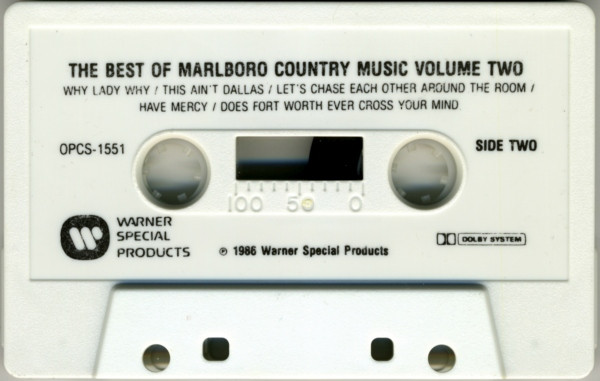 THE BEST OF MARLBORO COUNTRY MUSIC VOLUME TWO
WHY LADY WHY / THIS AIN'T DALLAS / LET'S CHASE EACH OTHER AROUND THE ROOM /
HAVE MERCY / DOES FORT WORTH EVER CROSS YOUR MIND
OPCS-1551
SIDE TWO
100 50 0
WARNER
SPECIAL
PRODUCTS
℗ 1986 Warner Special Products
DOLBY SYSTEM